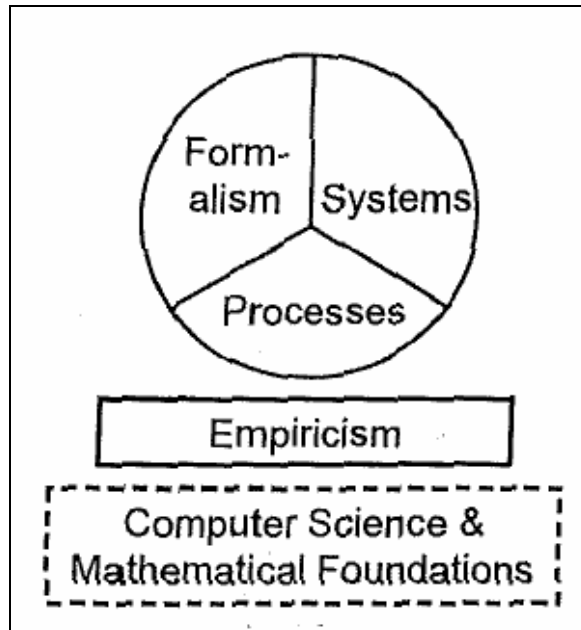 Form-
alism
Systems
Processes
Empiricism
Computer Science &
Mathematical Foundations